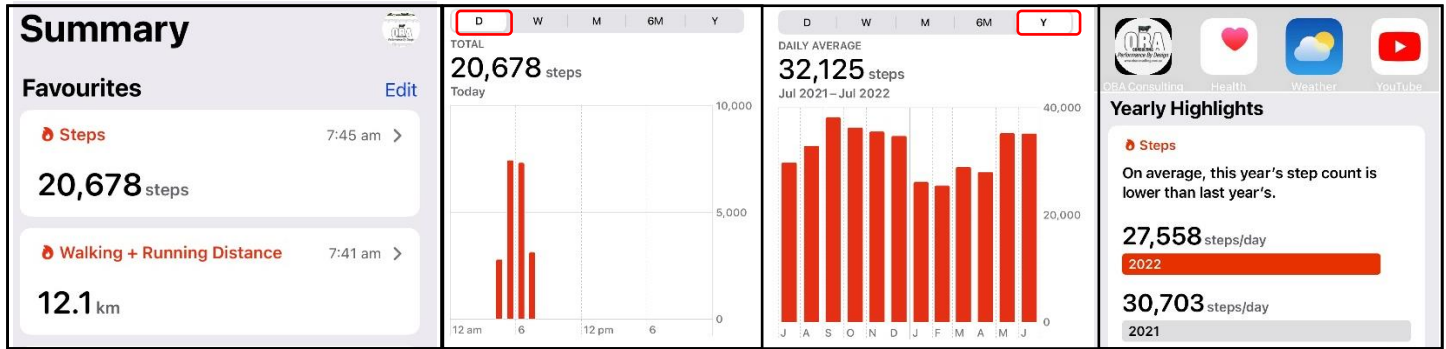 Summary
Favourites
Edit
Steps
7:45 am
20,678 steps
Walking + Running Distance
7:41 am
12.1 km
D W M 6M Y
TOTAL
20,678 steps
Today
10,000
5,000
0
12 am 6 12 pm 6
D W M 6M Y
DAILY AVERAGE
32,125 steps
Jul 2021–Jul 2022
40,000
20,000
0
J A S O N D J F M A M J
Performance By Design
OBA Consulting Health Weather YouTube
Yearly Highlights
Steps
On average, this year's step count is
lower than last year's.
27,558 steps/day
2022
30,703 steps/day
2021